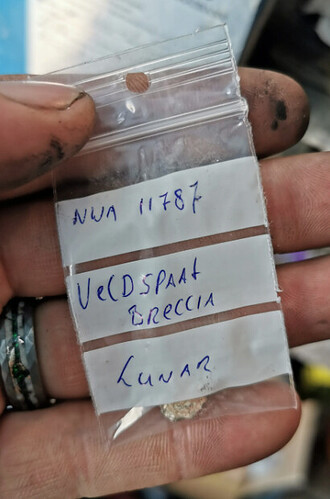 NWA 11787
VELDSPAAT
BRECCIA
LUNAR